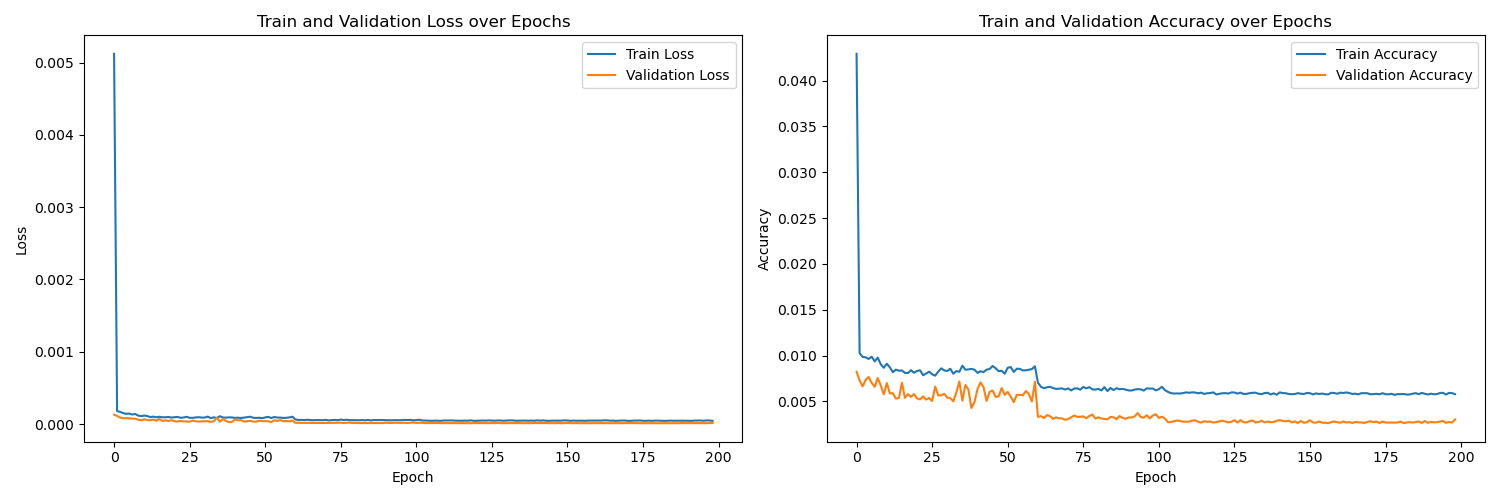 Train and Validation Loss over Epochs
Train Loss
Validation Loss
0.005
0.004
0.003
0.002
0.001
0.000
Loss
0 25 50 75 100 125 150 175 200
Epoch
Train and Validation Accuracy over Epochs
Train Accuracy
Validation Accuracy
0.040
0.035
0.030
0.025
0.020
0.015
0.010
0.005
Accuracy
0 25 50 75 100 125 150 175 200
Epoch